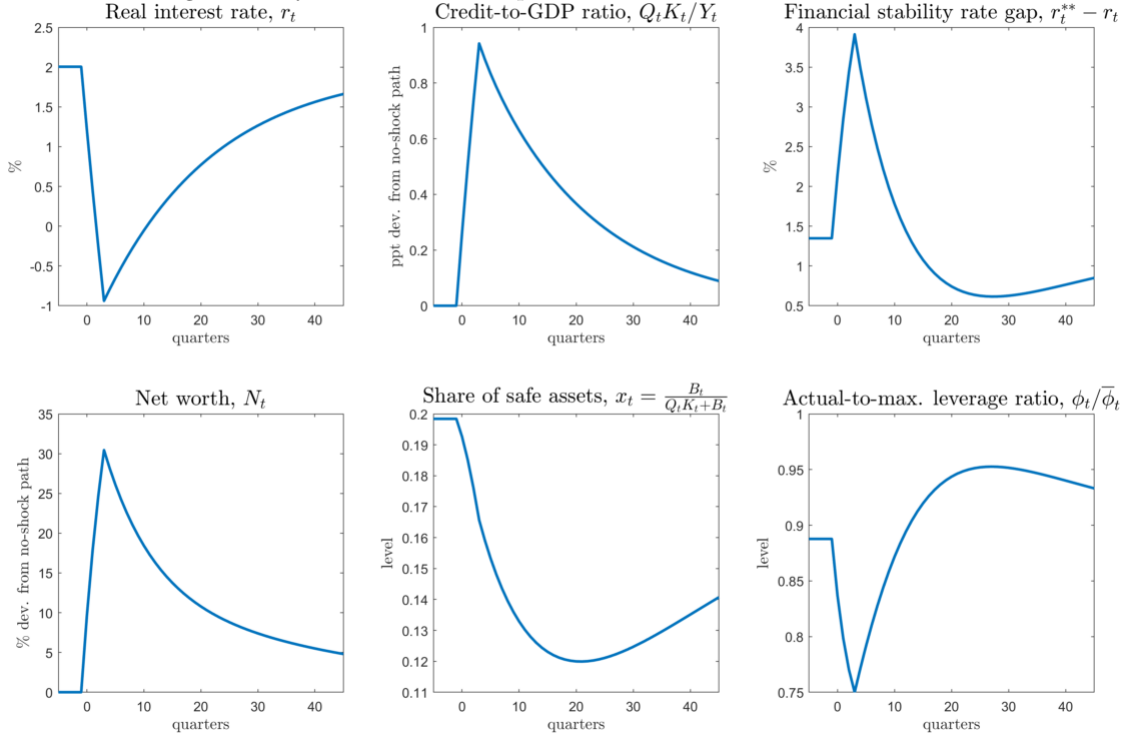 Real interest rate, $r_t$
%
2.5
2
1.5
1
0.5
0
-0.5
-1
0 10 20 30 40
quarters
Credit-to-GDP ratio, $Q_tK_t/Y_t$
ppt dev. from no-shock path
1
0.8
0.6
0.4
0.2
0
0 10 20 30 40
quarters
Financial stability rate gap, $r_t^{**} - r_t$
%
4
3.5
3
2.5
2
1.5
1
0.5
0 10 20 30 40
quarters
Net worth, $N_t$
% dev. from no-shock path
35
30
25
20
15
10
5
0
0 10 20 30 40
quarters
Share of safe assets, $x_t = \frac{B_t}{Q_tK_t+B_t}$
level
0.2
0.19
0.18
0.17
0.16
0.15
0.14
0.13
0.12
0.11
0 10 20 30 40
quarters
Actual-to-max. leverage ratio, $\phi_t/\overline{\phi}_t$
level
1
0.95
0.9
0.85
0.8
0.75
0 10 20 30 40
quarters